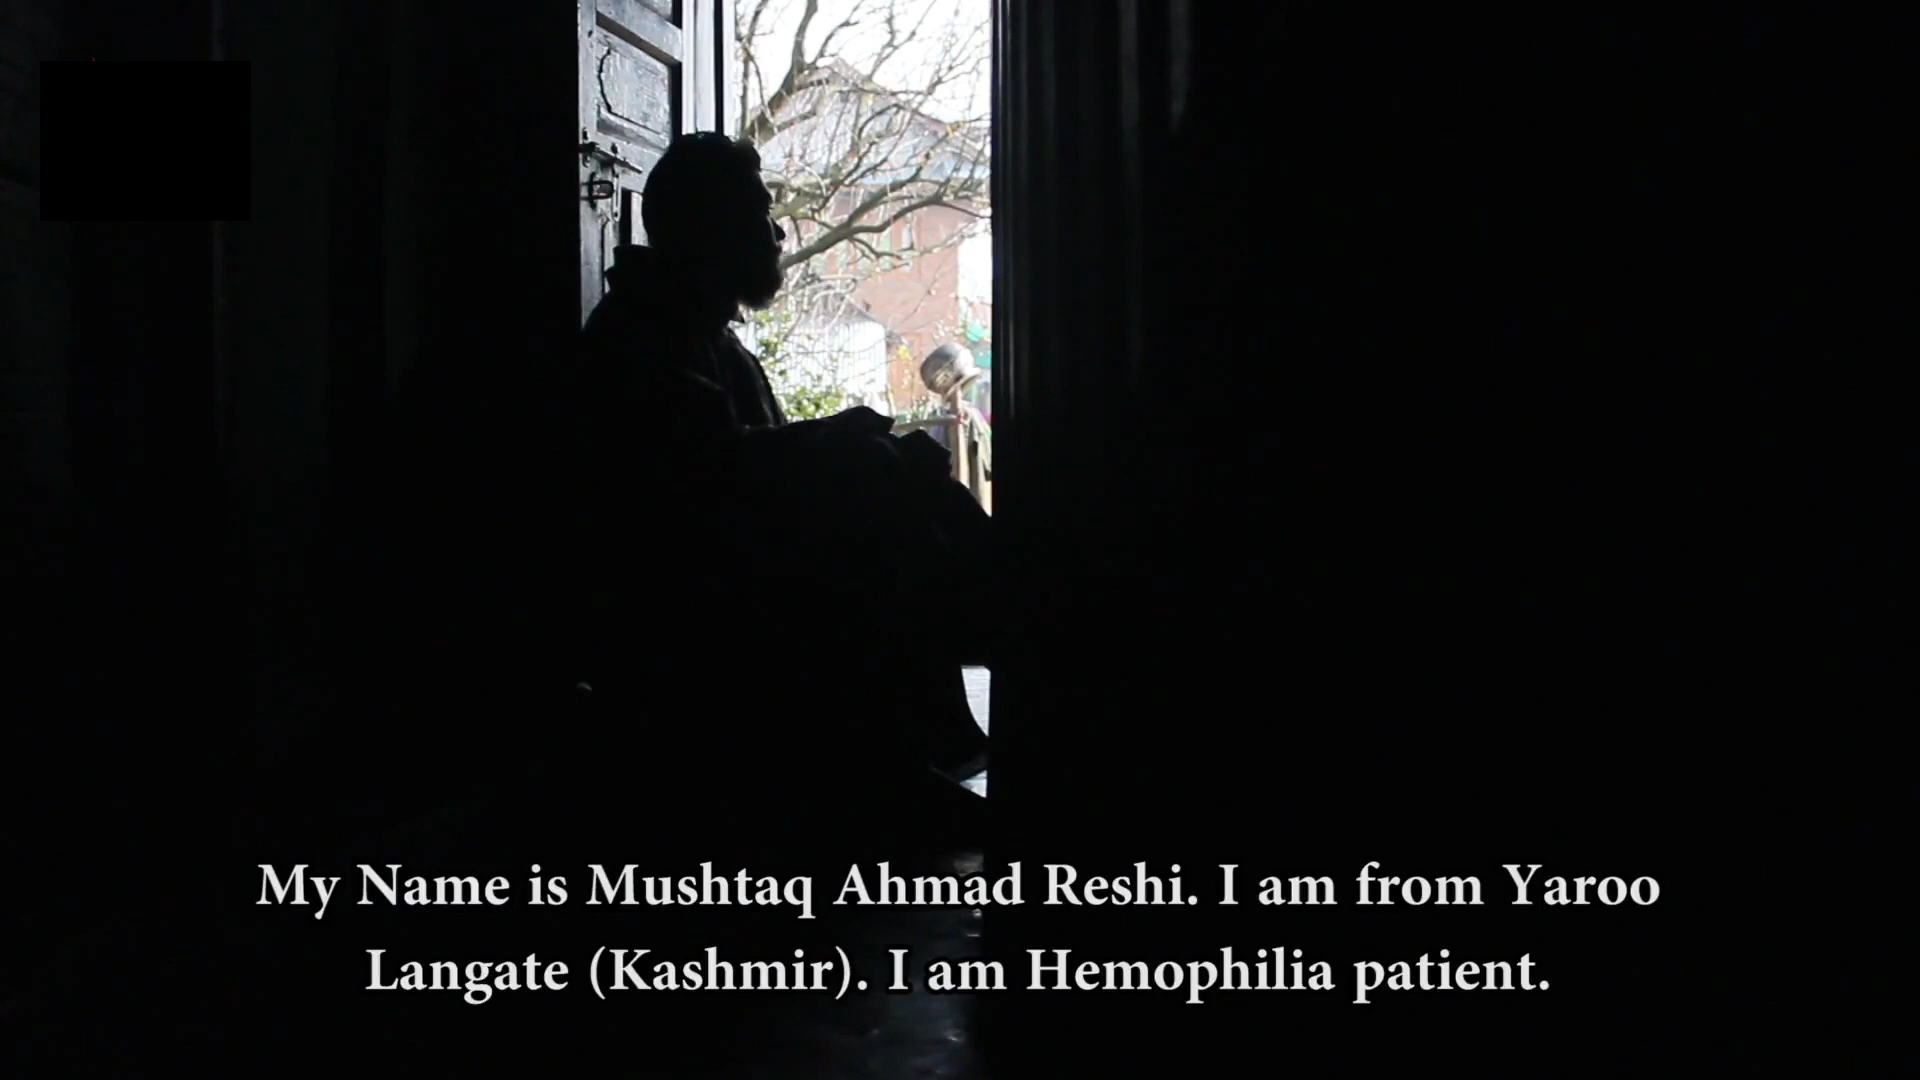 My Name is Mushtaq Ahmad Reshi. I am from Yaroo
Langate (Kashmir). I am Hemophilia patient.